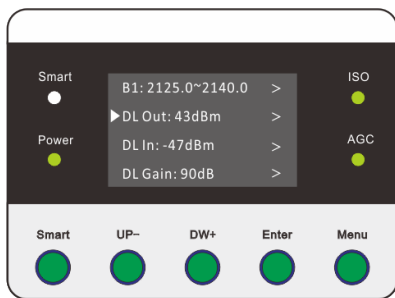 Smart
ISO
B1: 2125.0~2140.0 >
DL Out: 43dBm >
Power
AGC
DL In: -47dBm >
DL Gain: 90dB >
Smart UP- DW+ Enter Menu